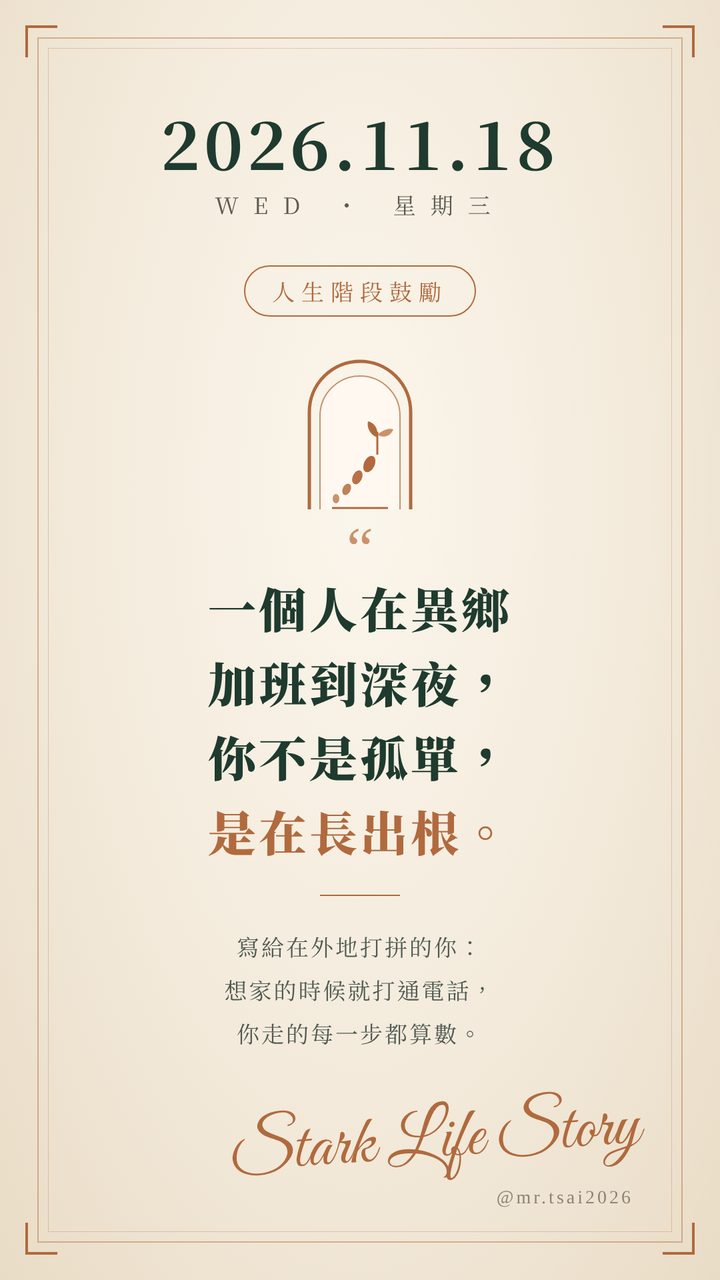 2026.11.18
WED · 星期三
人生階段鼓勵
“
一個人在異鄉
加班到深夜，
你不是孤單，
是在長出根。
寫給在外地打拼的你：
想家的時候就打通電話，
你走的每一步都算數。
Stark Life Story
@mr.tsai2026